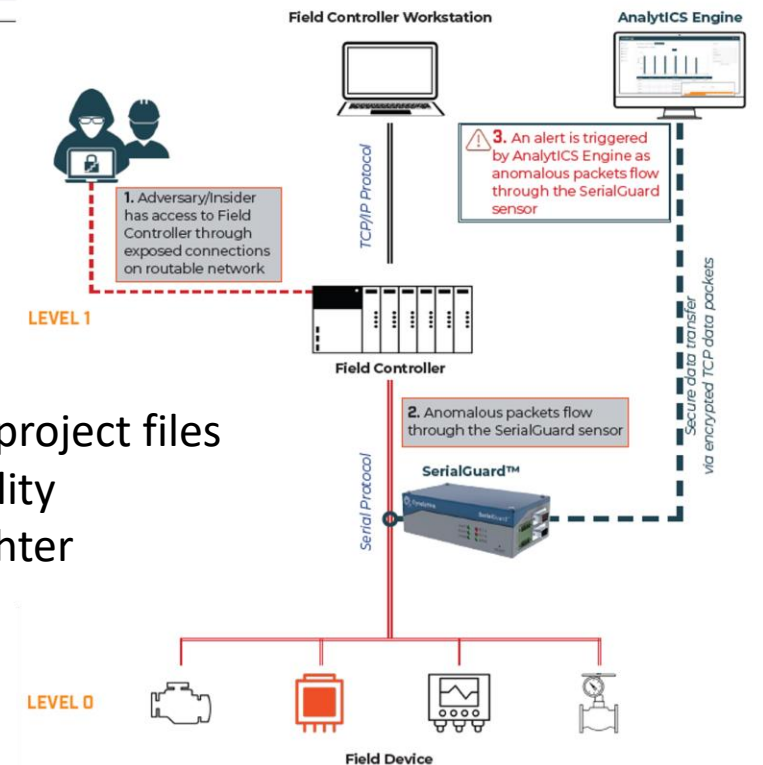 Field Controller Workstation
AnalytICS Engine
TCP/IP Protocol
3. An alert is triggered
by AnalytICS Engine as
anomalous packets flow
through the SerialGuard
sensor
1. Adversary/Insider
has access to Field
Controller through
exposed connections
on routable network
Secure data transfer
via encrypted TCP data packets
LEVEL 1
Field Controller
project files
lity
hter
2. Anomalous packets flow
through the SerialGuard sensor
Serial Protocol
SerialGuard™
LEVEL 0
Field Device